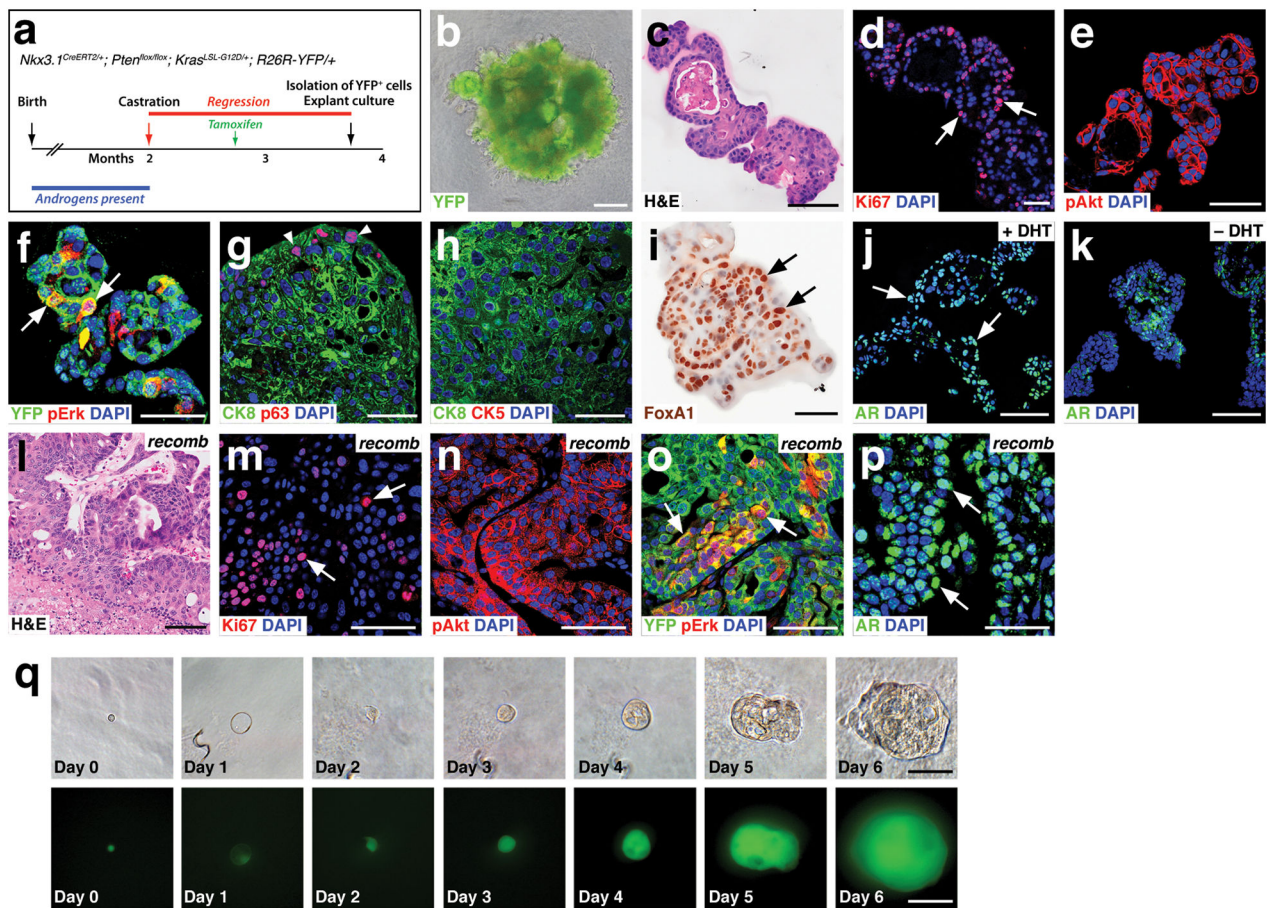 a
Nkx3.1CreERT2/+; Ptenflox/flox; KrasLSL-G12D/+; R26R-YFP/+
Isolation of YFP+ cells
Birth Castration Regression Explant culture
Tamoxifen
Months 2 3 4
Androgens present
b
YFP
c
H&E
d
Ki67 DAPI
e
pAkt DAPI
f
YFP pErk DAPI
g
CK8 p63 DAPI
h
CK8 CK5 DAPI
i
FoxA1
j
+ DHT
AR DAPI
k
– DHT
AR DAPI
l
recomb
H&E
m
recomb
Ki67 DAPI
n
recomb
pAkt DAPI
o
recomb
YFP pErk DAPI
p
recomb
AR DAPI
q
Day 0 Day 1 Day 2 Day 3 Day 4 Day 5 Day 6
Day 0 Day 1 Day 2 Day 3 Day 4 Day 5 Day 6